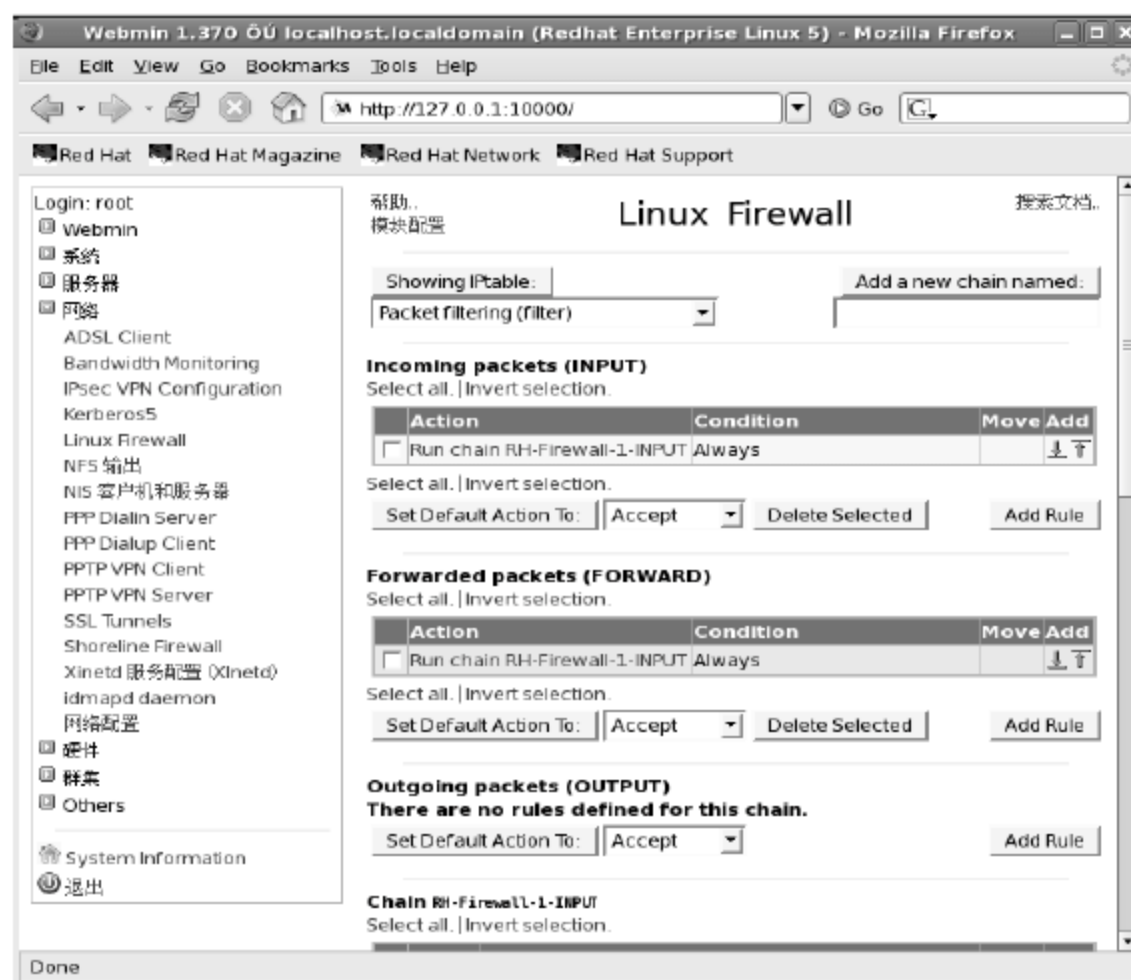 Webmin 1.370 ÖÚ localhost.localdomain (Redhat Enterprise Linux 5) - Mozilla Firefox
File Edit View Go Bookmarks Tools Help
http://127.0.0.1:10000/ Go G
Red Hat Red Hat Magazine Red Hat Network Red Hat Support
Login: root
Webmin
系统
服务器
网络
ADSL Client
Bandwidth Monitoring
IPsec VPN Configuration
Kerberos5
Linux Firewall
NFS 输出
NIS 客户机和服务器
PPP Dialin Server
PPP Dialup Client
PPTP VPN Client
PPTP VPN Server
SSL Tunnels
Shoreline Firewall
Xinetd 服务配置 (XInetd)
idmapd daemon
网络配置
硬件
群集
Others
System Information
退出
帮助..
模块配置
Linux Firewall
搜索文档..
Showing IPtable:
Packet filtering (filter)
Add a new chain named:
Incoming packets (INPUT)
Select all. | Invert selection.
Action Condition Move Add
Run chain RH-Firewall-1-INPUT Always
Select all. | Invert selection.
Set Default Action To: Accept Delete Selected Add Rule
Forwarded packets (FORWARD)
Select all. | Invert selection.
Action Condition Move Add
Run chain RH-Firewall-1-INPUT Always
Select all. | Invert selection.
Set Default Action To: Accept Delete Selected Add Rule
Outgoing packets (OUTPUT)
There are no rules defined for this chain.
Set Default Action To: Accept Add Rule
Chain RH-Firewall-1-INPUT
Select all. | Invert selection.
Done